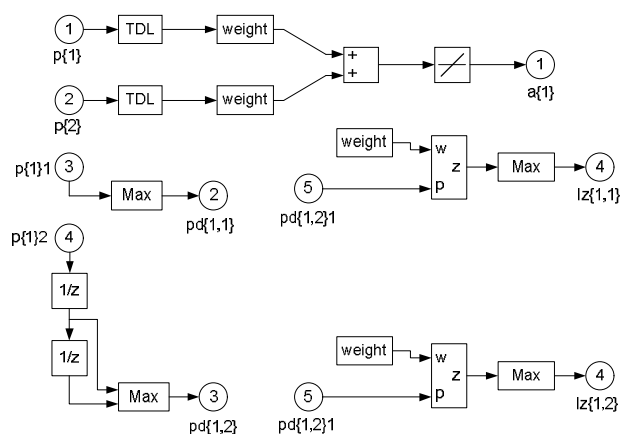 1 TDL weight
p{1}
+
+
1
a{1}
2 TDL weight
p{2}
p{1}1 3
Max 2
pd{1,1}
weight
w
z
p
Max 4
5
pd{1,2}1
lz{1,1}
p{1}2 4
1/z
1/z
Max 3
pd{1,2}
weight
w
z
p
Max 4
5
pd{1,2}1
lz{1,2}